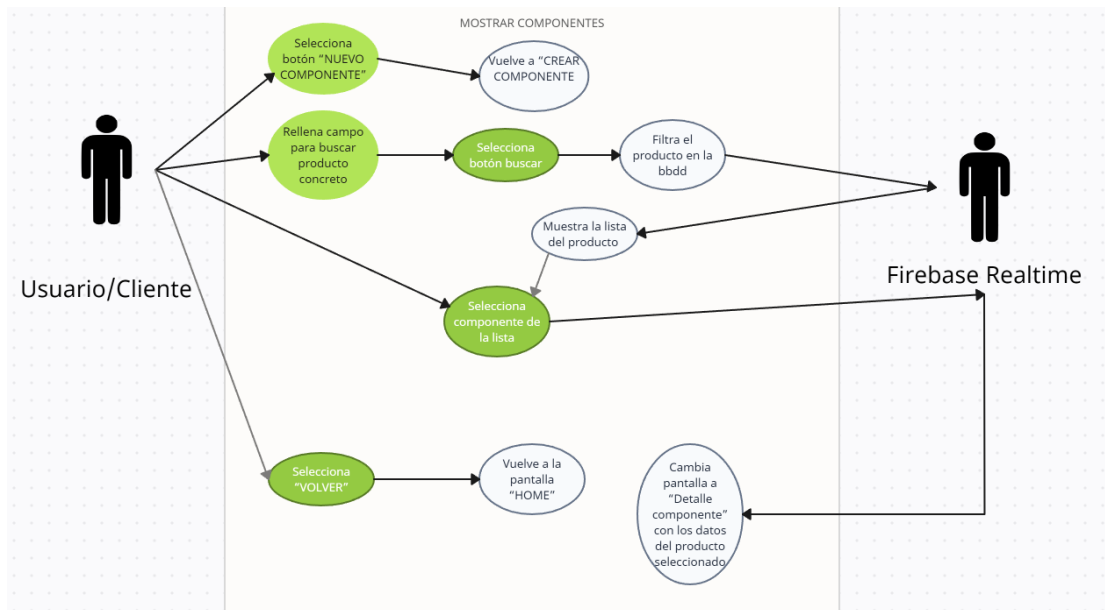 MOSTRAR COMPONENTES
Selecciona
botón “NUEVO
COMPONENTE”
Vuelve a “CREAR
COMPONENTE
Rellena campo
para buscar
producto
concreto
Selecciona
botón buscar
Filtra el
producto en la
bbdd
Muestra la lista
del producto
Usuario/Cliente
Firebase Realtime
Selecciona
componente de
la lista
Selecciona
“VOLVER”
Vuelve a la
pantalla
“HOME”
Cambia
pantalla a
“Detalle
componente”
con los datos
del producto
seleccionado